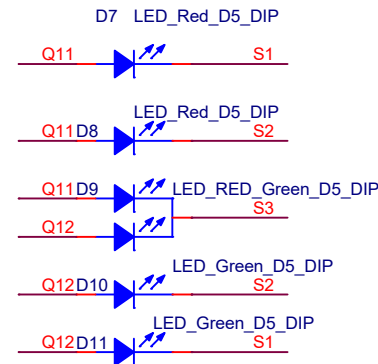 D7 LED_Red_D5_DIP
Q11 S1
LED_Red_D5_DIP
Q11 D8 S2
Q11 D9 LED_RED_Green_D5_DIP
S3
Q12
LED_Green_D5_DIP
Q12 D10 S2
LED_Green_D5_DIP
Q12 D11 S1